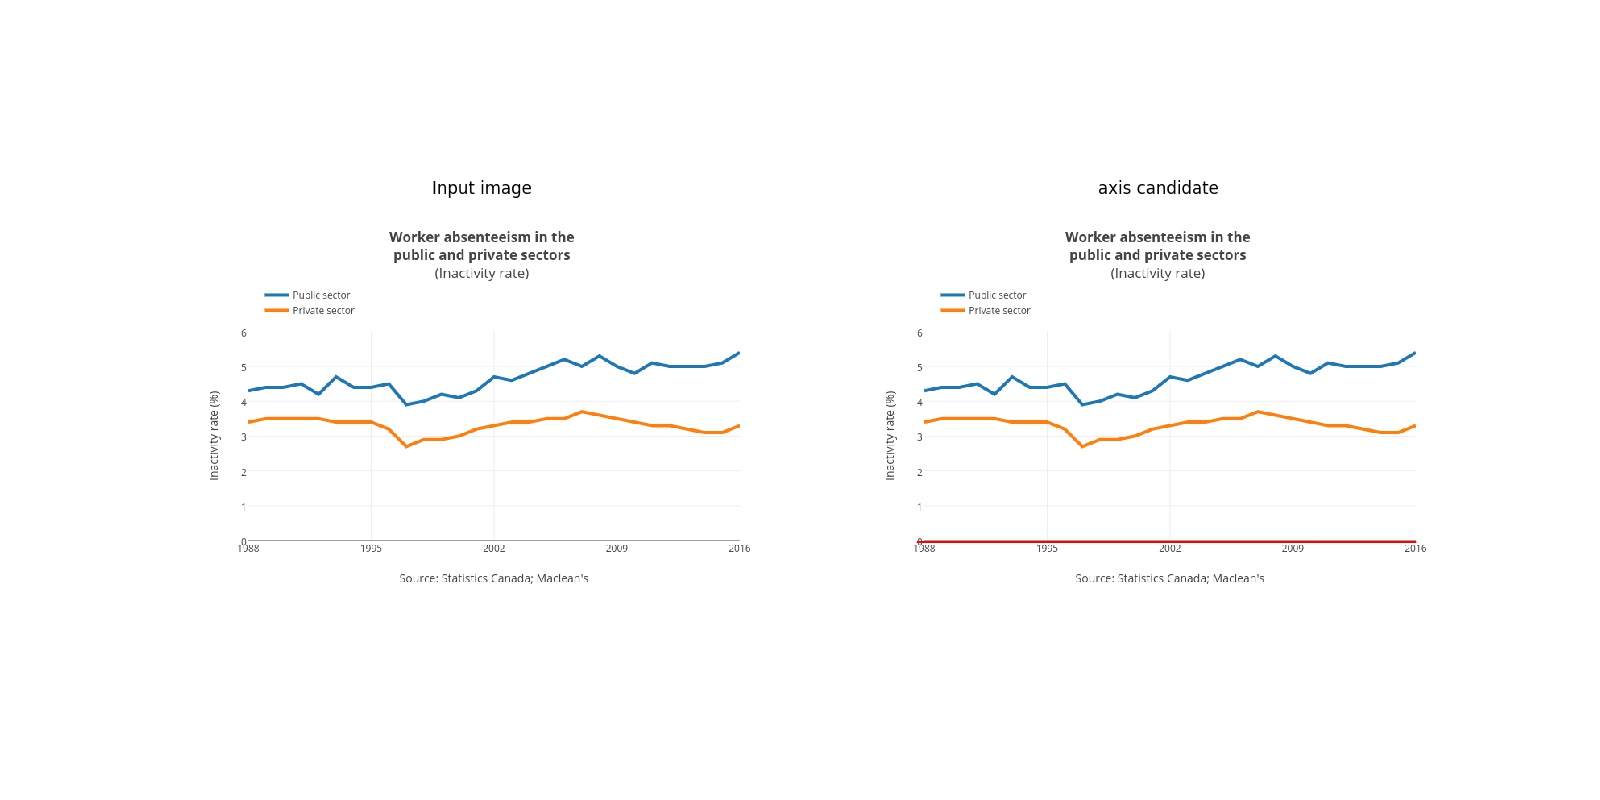 Input image
Worker absenteeism in the
public and private sectors
(Inactivity rate)
Public sector
Private sector
Inactivity rate (%)
6
5
4
3
2
1
0
1988 1995 2002 2009 2016
Source: Statistics Canada; Maclean's
axis candidate
Worker absenteeism in the
public and private sectors
(Inactivity rate)
Public sector
Private sector
Inactivity rate (%)
6
5
4
3
2
1
0
1988 1995 2002 2009 2016
Source: Statistics Canada; Maclean's